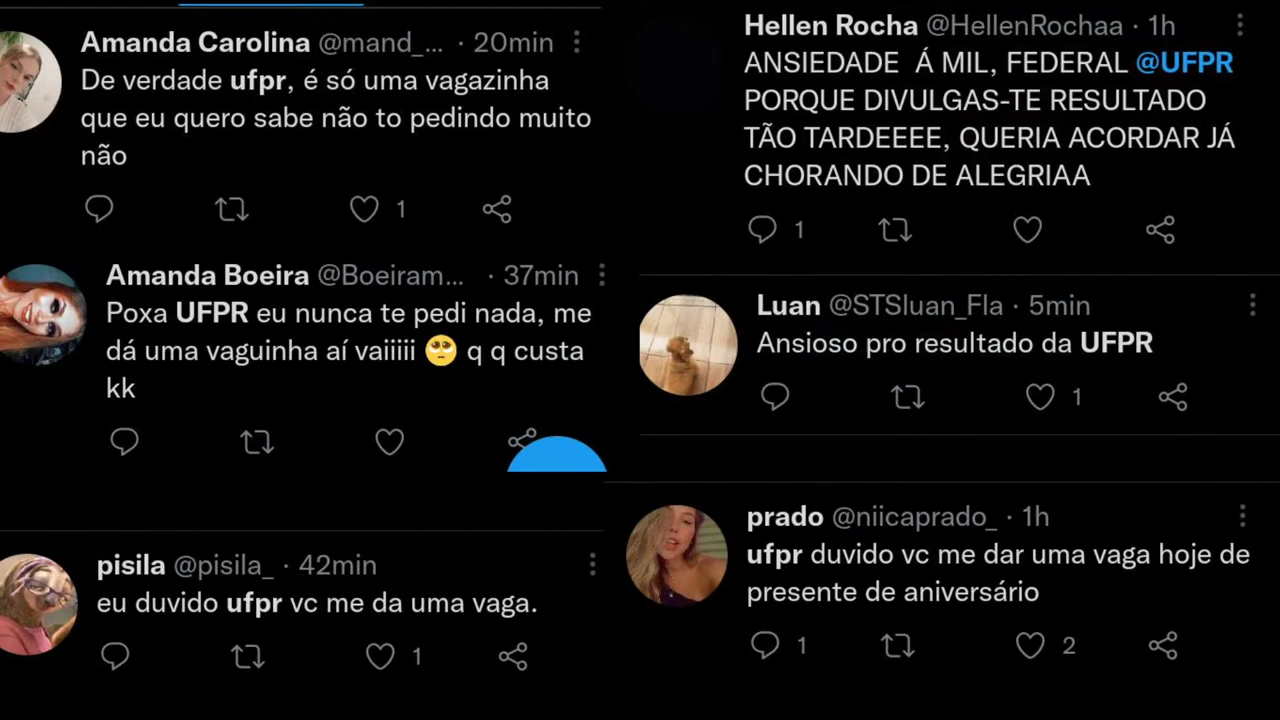 Amanda Carolina @mand_... · 20min
De verdade ufpr, é só uma vagazinha
que eu quero sabe não to pedindo muito
não
1
Amanda Boeira @Boeiram... · 37min
Poxa UFPR eu nunca te pedi nada, me
dá uma vaguinha aí vaiiiii 🥺 q q custa
kk
pisila @pisila_ · 42min
eu duvido ufpr vc me da uma vaga.
1
Hellen Rocha @HellenRochaa · 1h
ANSIEDADE Á MIL, FEDERAL @UFPR
PORQUE DIVULGAS-TE RESULTADO
TÃO TARDEEEE, QUERIA ACORDAR JÁ
CHORANDO DE ALEGRIAA
1
Luan @STSluan_Fla · 5min
Ansioso pro resultado da UFPR
1
prado @niicaprado_ · 1h
ufpr duvido vc me dar uma vaga hoje de
presente de aniversário
1 2